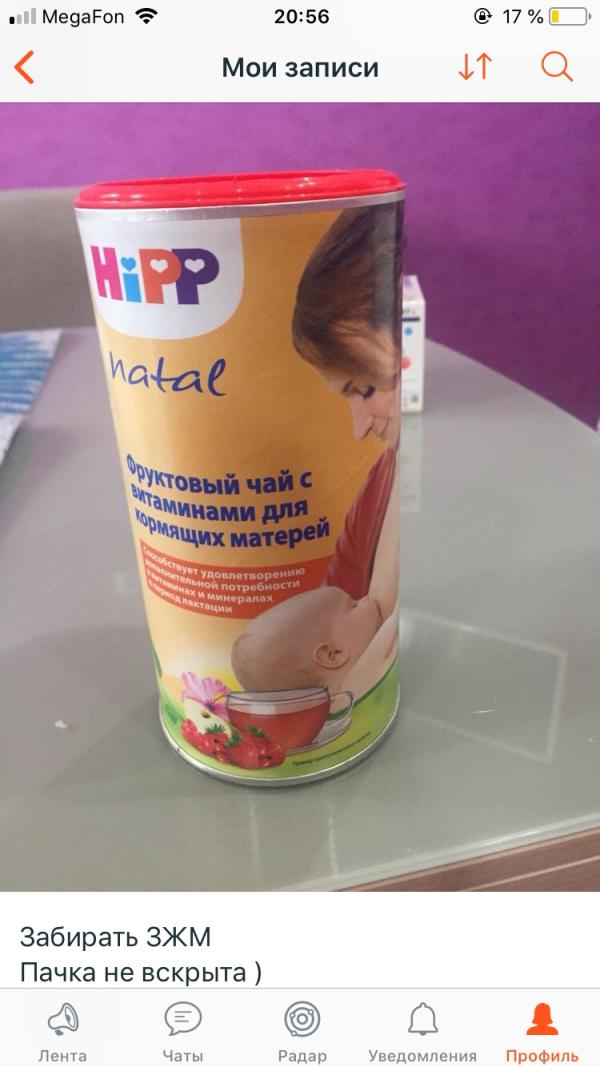 MegaFon 20:56 17 %
Мои записи
HiPP
natal
Фруктовый чай с
витаминами для
кормящих матерей
Способствует удовлетворению
дополнительной потребности
в витаминах и минералах
в период лактации
Забирать ЗЖМ
Пачка не вскрыта )
Лента Чаты Радар Уведомления Профиль